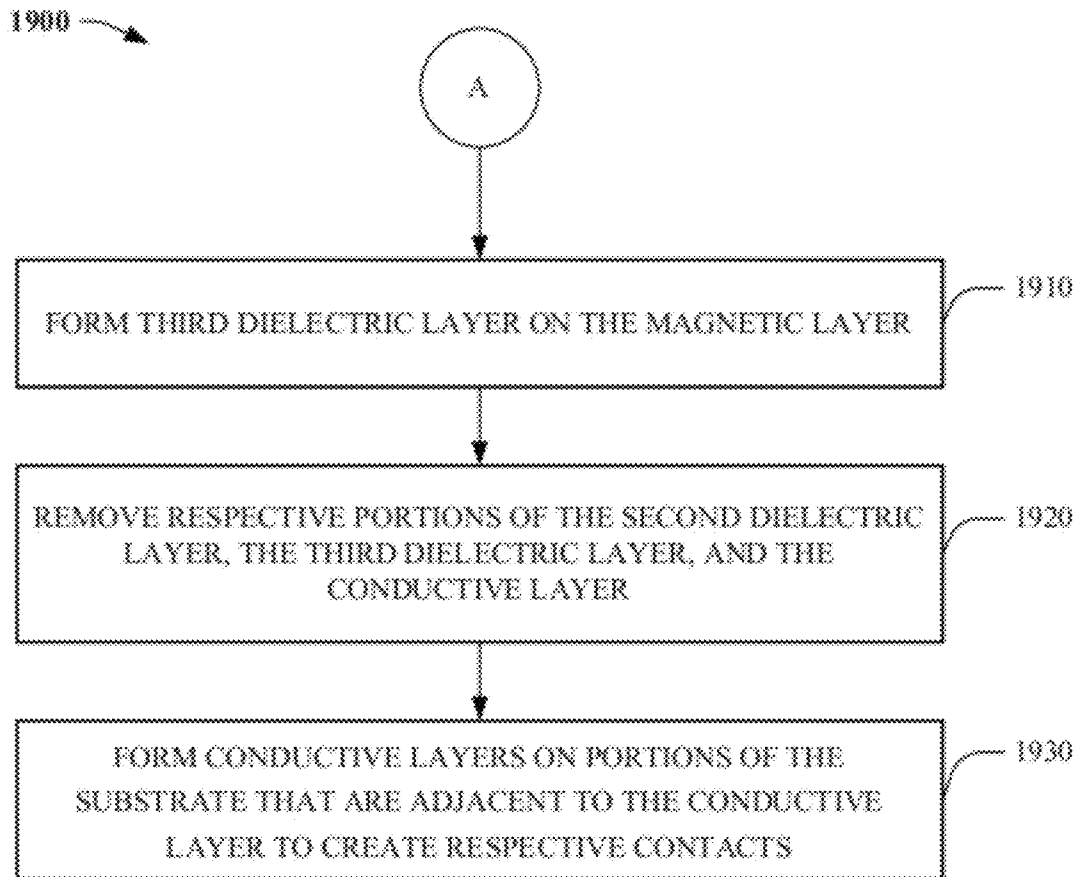 1900
A
FORM THIRD DIELECTRIC LAYER ON THE MAGNETIC LAYER
1910
REMOVE RESPECTIVE PORTIONS OF THE SECOND DIELECTRIC
LAYER, THE THIRD DIELECTRIC LAYER, AND THE
CONDUCTIVE LAYER
1920
FORM CONDUCTIVE LAYERS ON PORTIONS OF THE
SUBSTRATE THAT ARE ADJACENT TO THE CONDUCTIVE
LAYER TO CREATE RESPECTIVE CONTACTS
1930